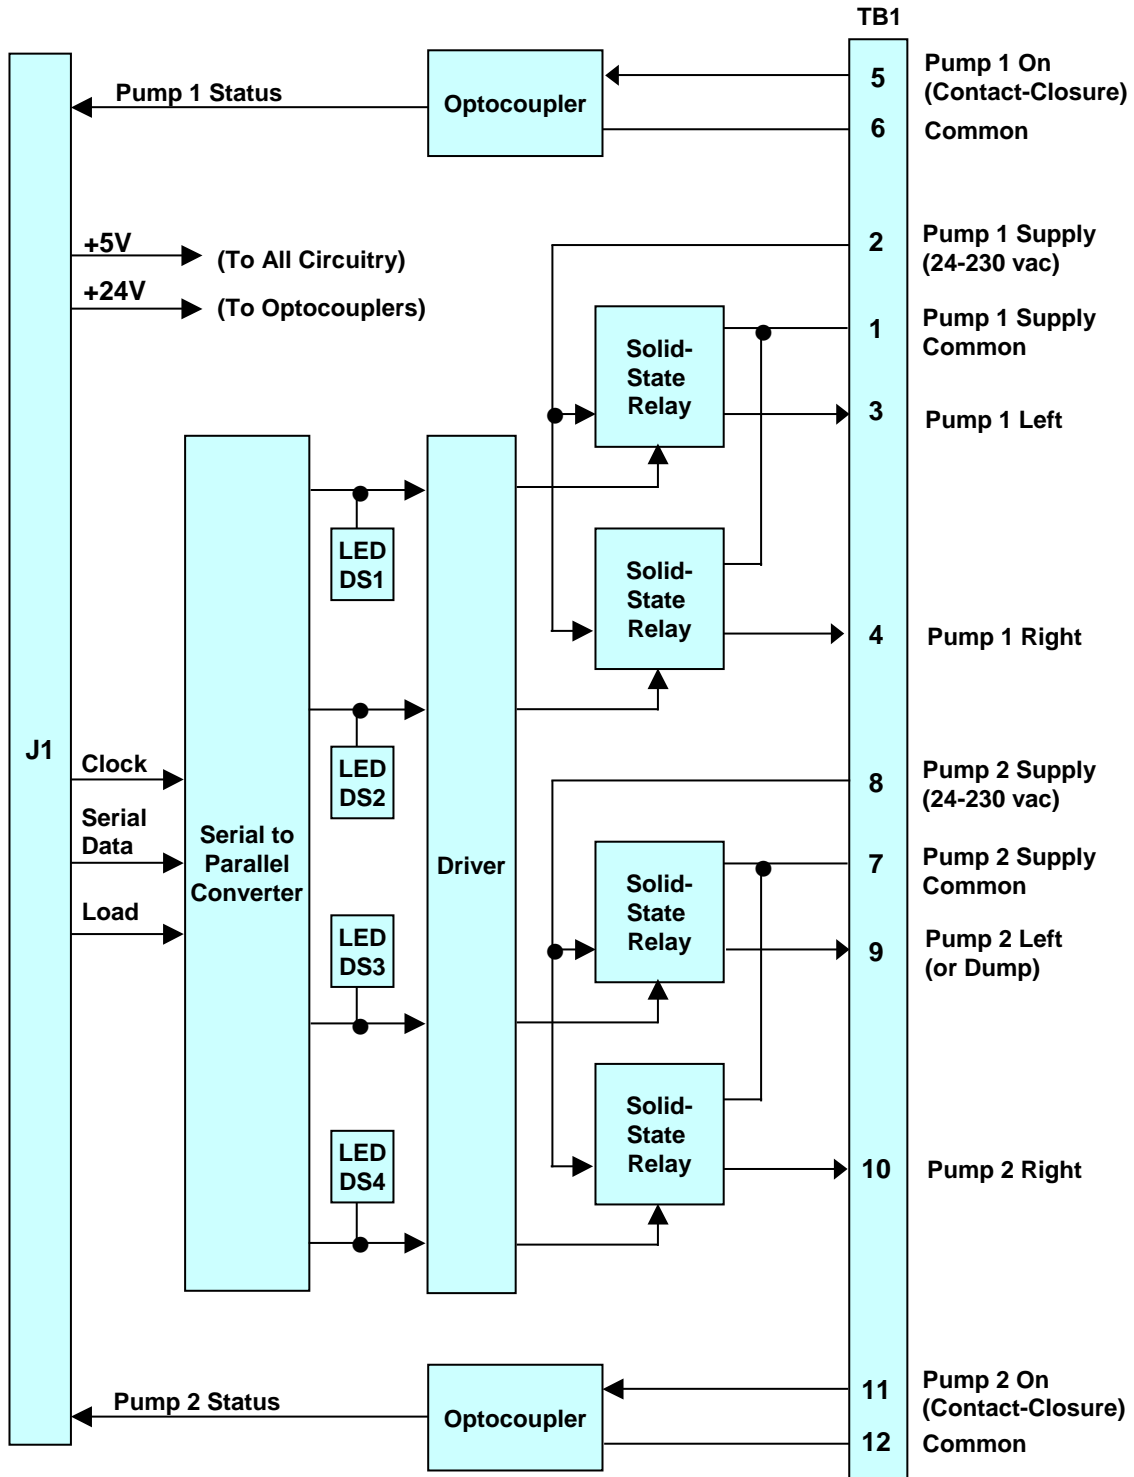 TB1
Pump 1 Status
Optocoupler
5
Pump 1 On
(Contact-Closure)
6
Common
+5V
(To All Circuitry)
+24V
(To Optocouplers)
2
Pump 1 Supply
(24-230 vac)
1
Pump 1 Supply
Common
Solid-
State
Relay
3
Pump 1 Left
LED
DS1
Solid-
State
Relay
4
Pump 1 Right
J1
Clock
Serial
Data
Load
Serial to
Parallel
Converter
LED
DS2
Driver
8
Pump 2 Supply
(24-230 vac)
7
Pump 2 Supply
Common
Solid-
State
Relay
LED
DS3
9
Pump 2 Left
(or Dump)
Solid-
State
Relay
LED
DS4
10
Pump 2 Right
Pump 2 Status
Optocoupler
11
Pump 2 On
(Contact-Closure)
12
Common